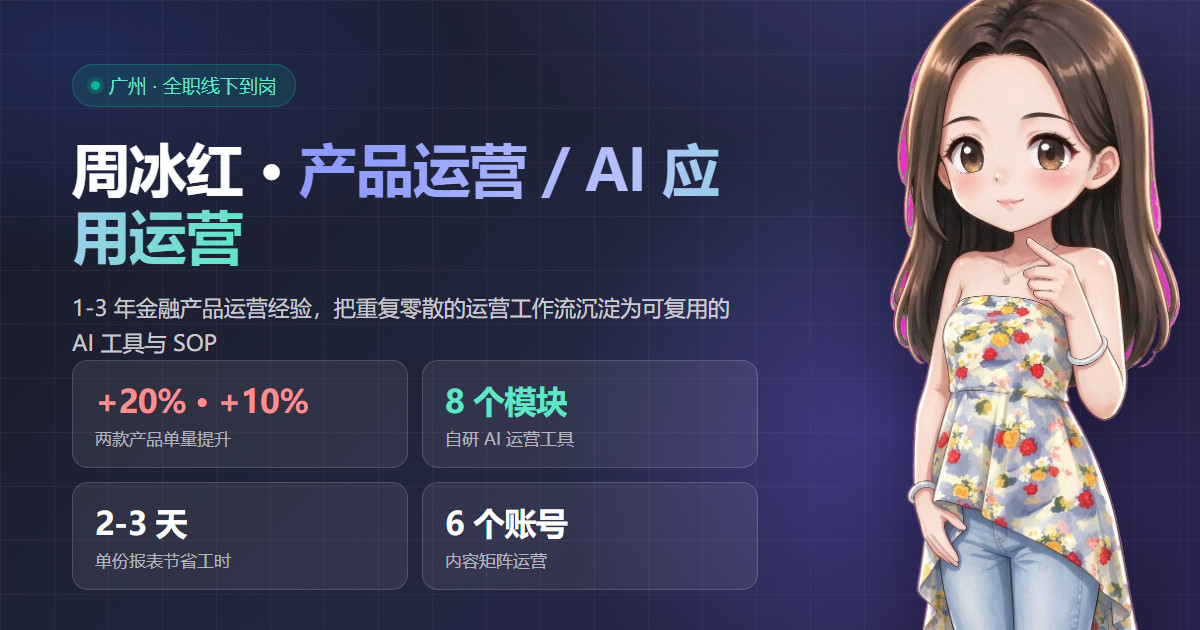 广州 · 全职线下到岗
周冰红 · 产品运营 / AI 应
用运营
1-3 年金融产品运营经验，把重复零散的运营工作流沉淀为可复用的
AI 工具与 SOP
+20% · +10%
两款产品单量提升
8 个模块
自研 AI 运营工具
2-3 天
单份报表节省工时
6 个账号
内容矩阵运营